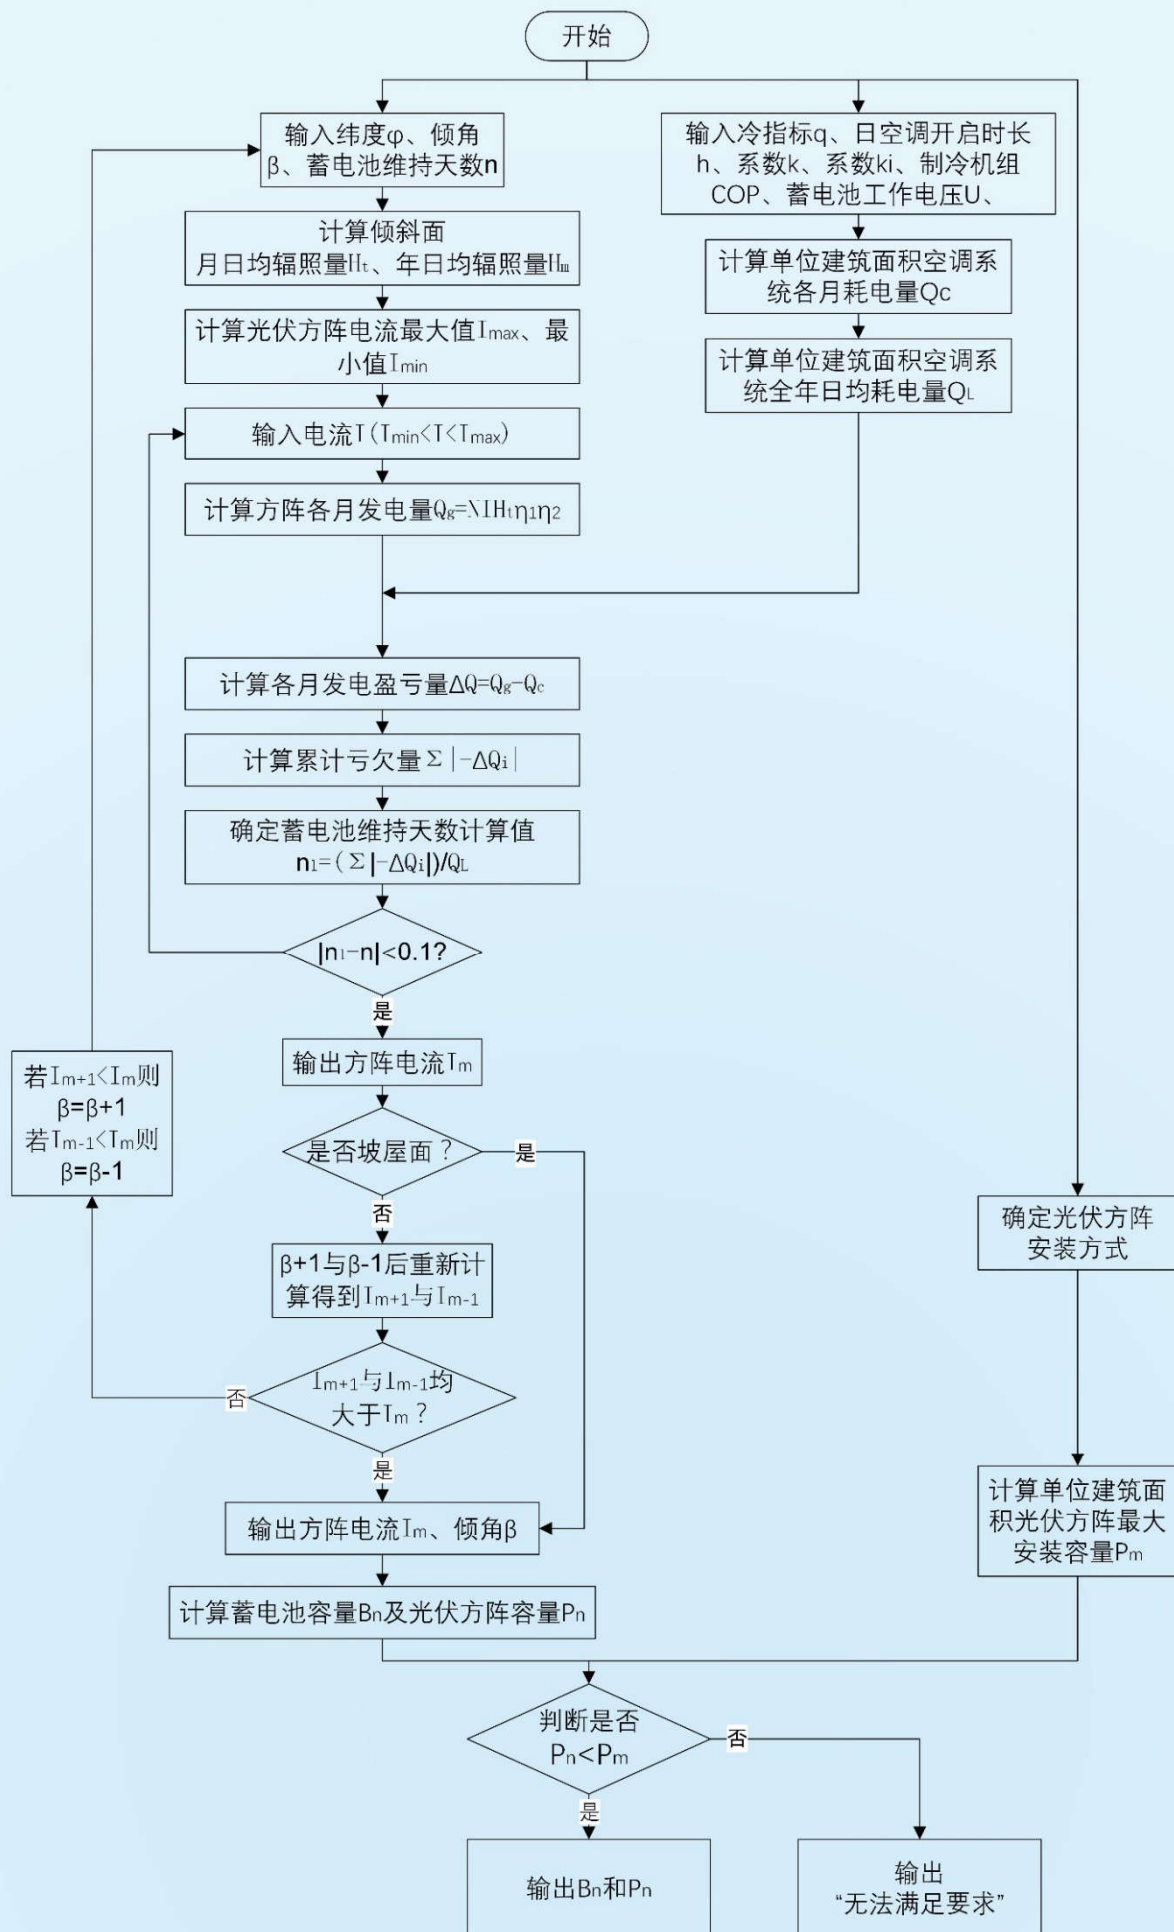 开始
输入纬度φ、倾角
β、蓄电池维持天数n
输入冷指标q、日空调开启时长
h、系数k、系数ki、制冷机组
COP、蓄电池工作电压U、
计算倾斜面
月日均辐照量Ht、年日均辐照量Hm
计算单位建筑面积空调系
统各月耗电量Qc
计算光伏方阵电流最大值Imax、最
小值Imin
计算单位建筑面积空调系
统全年日均耗电量QL
输入电流I(Imin<I<Imax)
计算方阵各月发电量Qg=NIHtη1η2
计算各月发电盈亏量ΔQ=Qg-Qc
计算累计亏欠量Σ|-ΔQi|
确定蓄电池维持天数计算值
n1=(Σ|-ΔQi|)/QL
|n1-n|<0.1?
是
输出方阵电流Im
若Im+1<Im则
β=β+1
若Im-1<Im则
β=β-1
是否坡屋面？
是
否
β+1与β-1后重新计
算得到Im+1与Im-1
确定光伏方阵
安装方式
Im+1与Im-1均
大于Im？
否
是
输出方阵电流Im、倾角β
计算单位建筑面
积光伏方阵最大
安装容量Pm
计算蓄电池容量Bn及光伏方阵容量Pn
判断是否
Pn<Pm
否
是
输出Bn和Pn
输出
“无法满足要求”